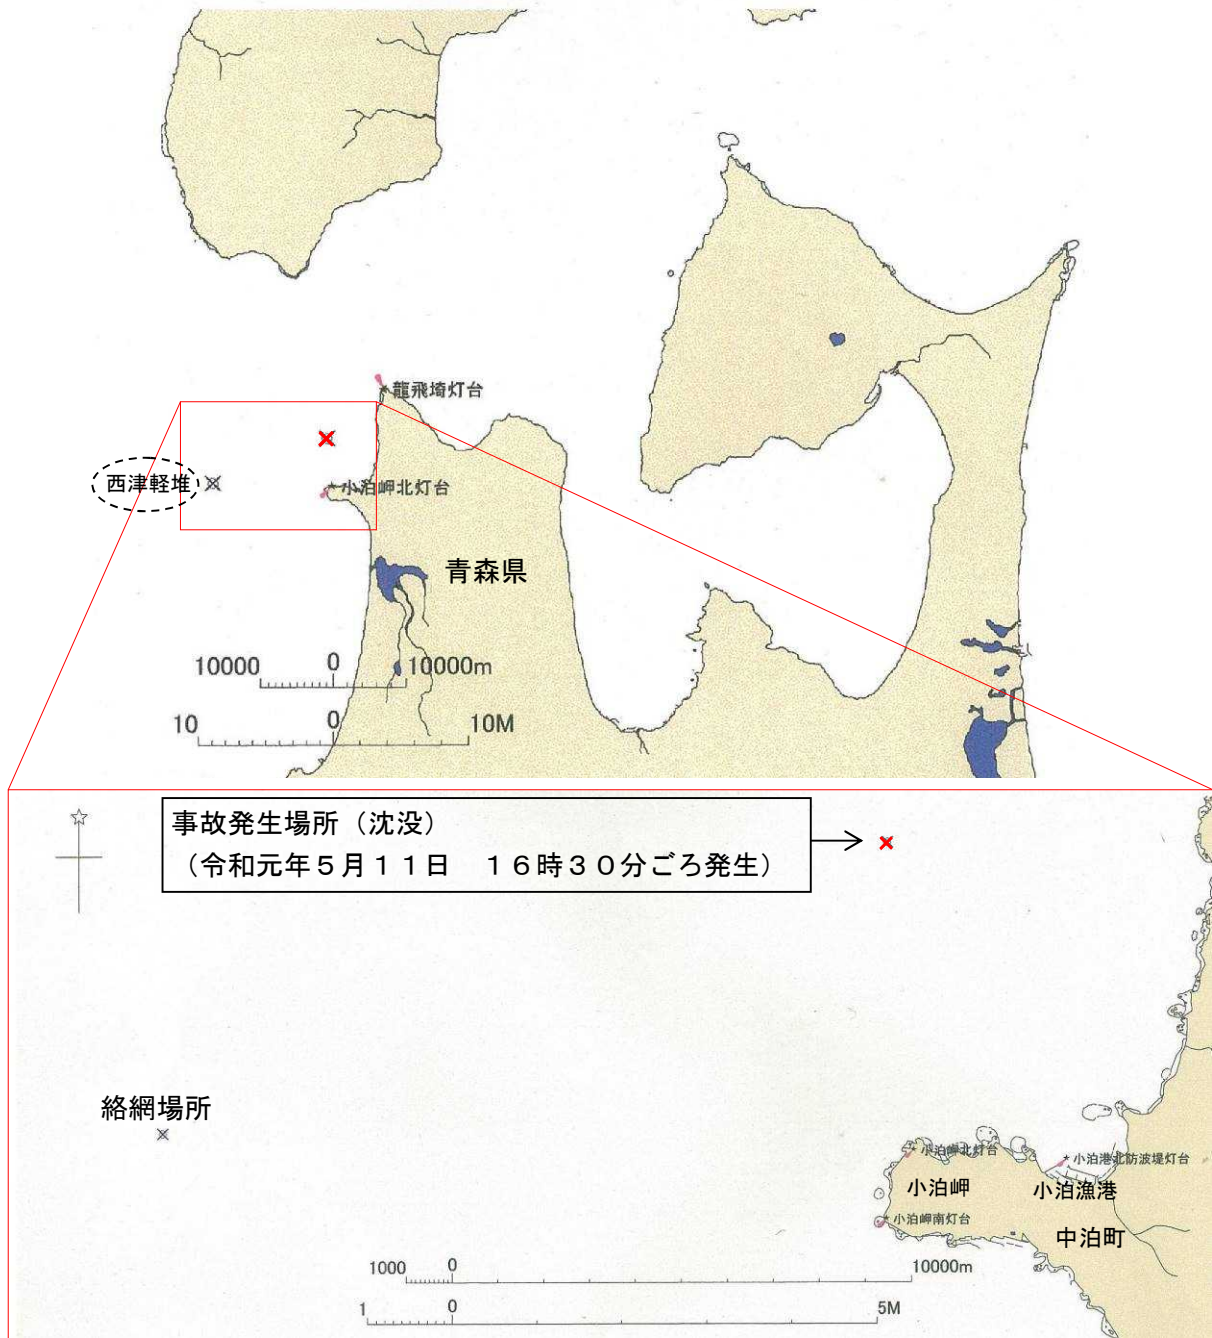 龍飛埼灯台
西津軽堆
小泊岬北灯台
青森県
10000 0 10000m
10 0 10M
事故発生場所（沈没）
（令和元年５月１１日　１６時３０分ごろ発生）
絡網場所
小泊岬北灯台
小泊港北防波堤灯台
小泊岬
小泊漁港
小泊岬南灯台
中泊町
1000 0 10000m
1 0 5M